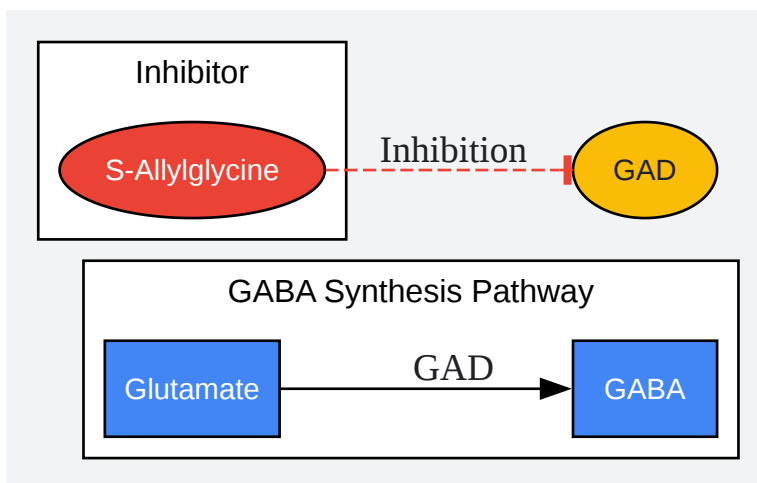 Inhibitor
S-Allylglycine
Inhibition
GAD
GABA Synthesis Pathway
Glutamate
GAD
GABA